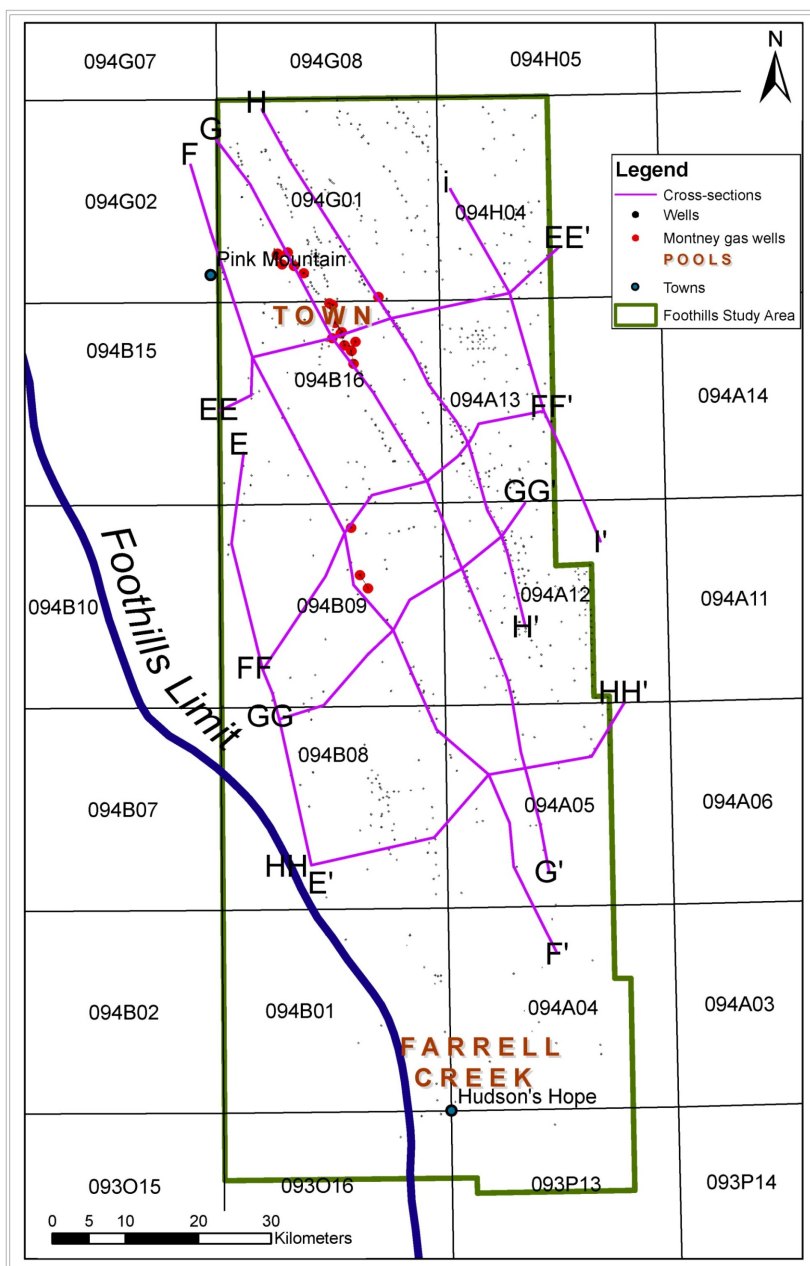 094G07
094G08
094H05
N
H
G
F
Legend
Cross-sections
Wells
Montney gas wells
POOLS
Towns
Foothills Study Area
i
094G02
094G01
094H04
EE'
Pink Mountain
TOWN
094B15
094B16
094A13
094A14
EE
FF'
E
GG'
I'
Foothills Limit
094B10
094B09
094A12
094A11
H'
FF
HH'
GG
094B08
094B07
094A05
094A06
HH
E'
G'
F'
094B02
094B01
094A04
094A03
FARRELL
CREEK
Hudson's Hope
093O15
093O16
093P13
093P14
0 5 10 20 30
Kilometers